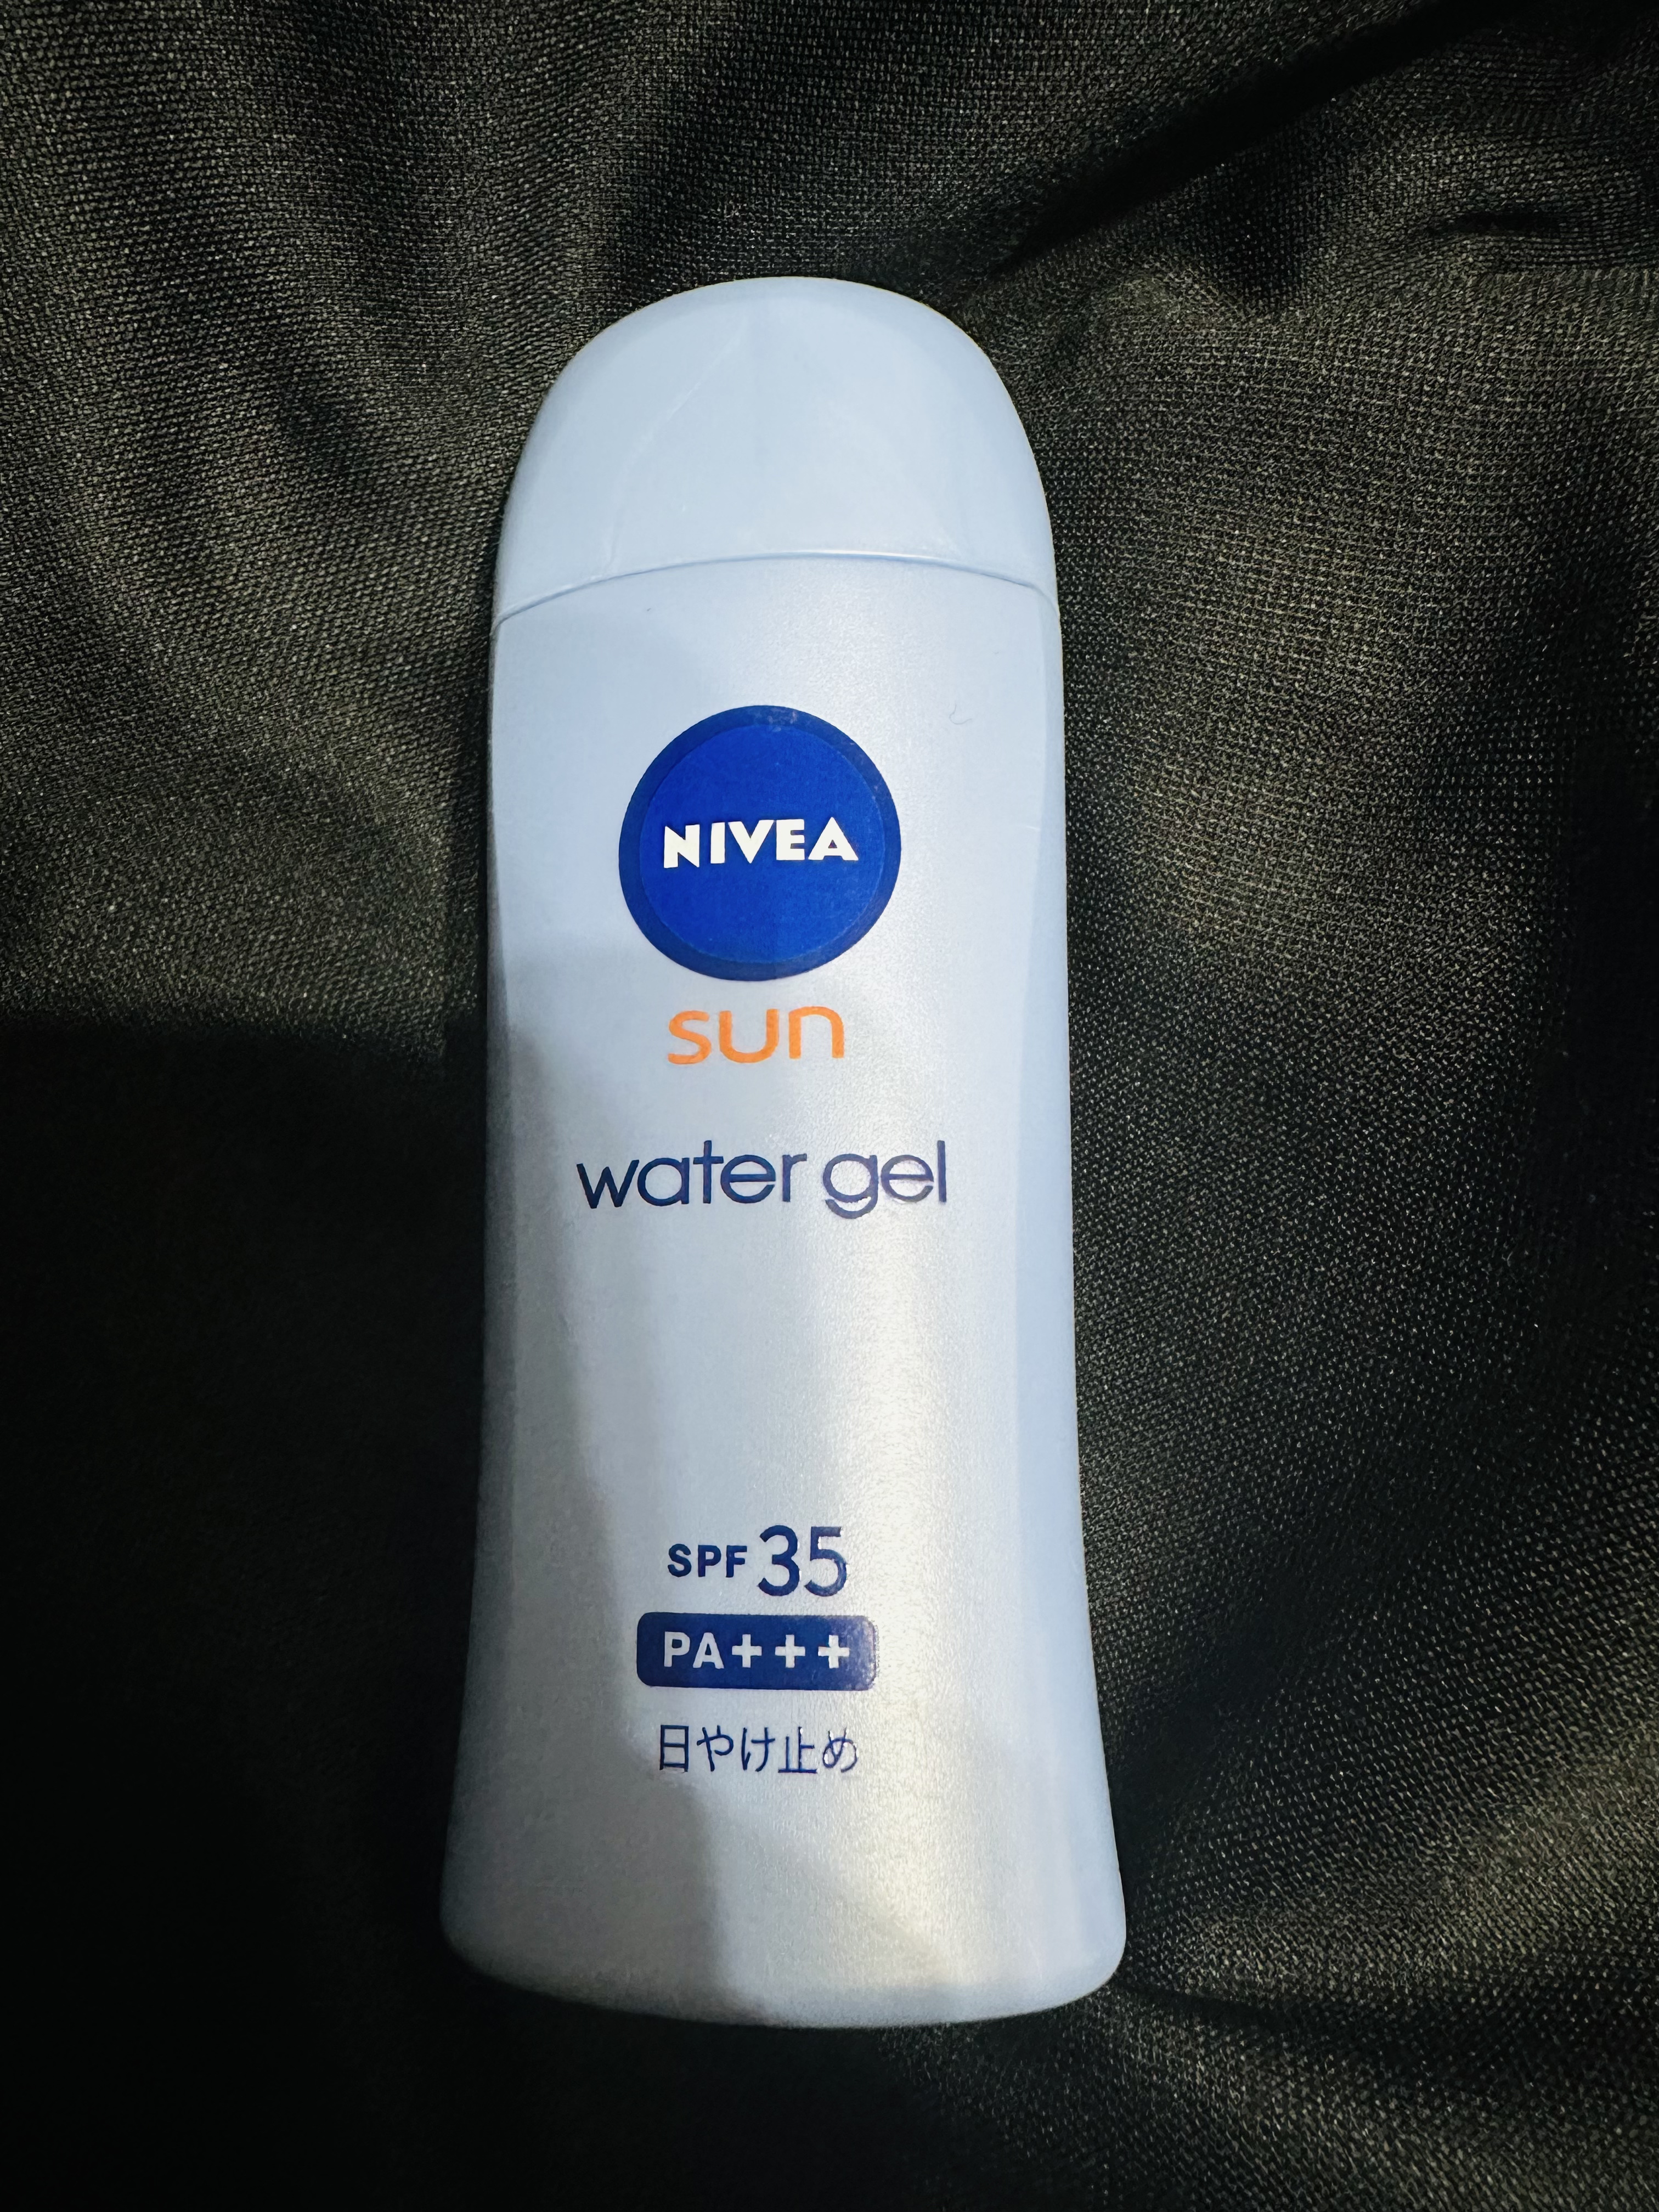 NIVEA
sun
water gel
SPF 35
PA+++
日やけ止め